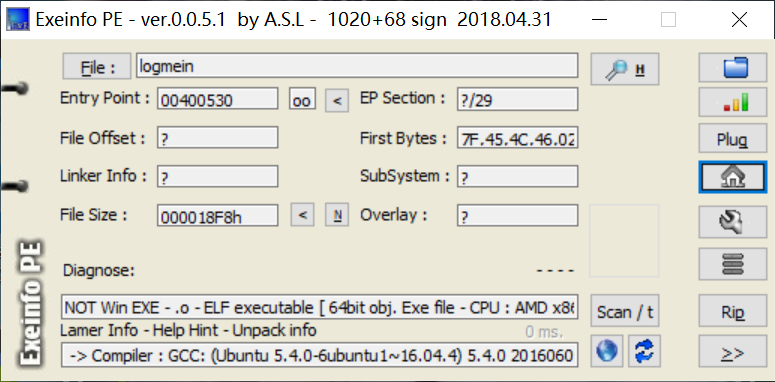 Exeinfo PE - ver.0.0.5.1 by A.S.L - 1020+68 sign 2018.04.31
File : logmein H
Entry Point : 00400530 oo < EP Section : ?/29
File Offset : ? First Bytes : 7F.45.4C.46.02 Plug
Linker Info : ? SubSystem : ?
File Size : 000018F8h < N Overlay : ?
Diagnose: - - - -
NOT Win EXE - .o - ELF executable [ 64bit obj. Exe file - CPU : AMD x86 Scan / t Rip
Lamer Info - Help Hint - Unpack info 0 ms.
-> Compiler : GCC: (Ubuntu 5.4.0-6ubuntu1~16.04.4) 5.4.0 2016060 >>
Exeinfo PE